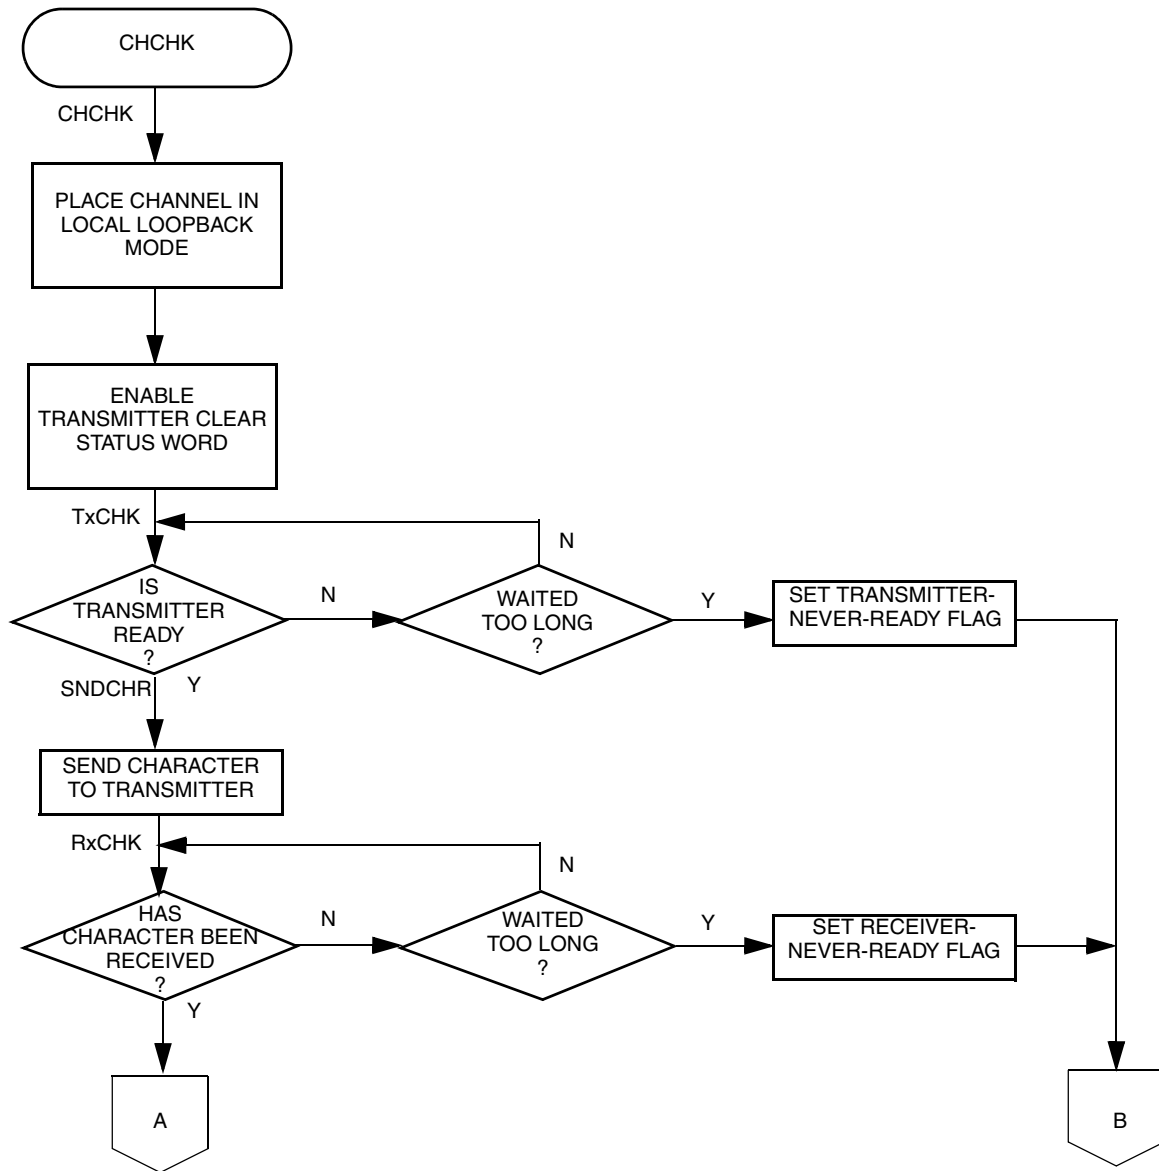 CHCHK
CHCHK
PLACE CHANNEL IN
LOCAL LOOPBACK
MODE
ENABLE
TRANSMITTER CLEAR
STATUS WORD
TxCHK
N
IS
TRANSMITTER
READY
?
N
WAITED
TOO LONG
?
Y
SET TRANSMITTER-
NEVER-READY FLAG
SNDCHR
Y
SEND CHARACTER
TO TRANSMITTER
RxCHK
N
HAS
CHARACTER BEEN
RECEIVED
?
N
WAITED
TOO LONG
?
Y
SET RECEIVER-
NEVER-READY FLAG
Y
A
B